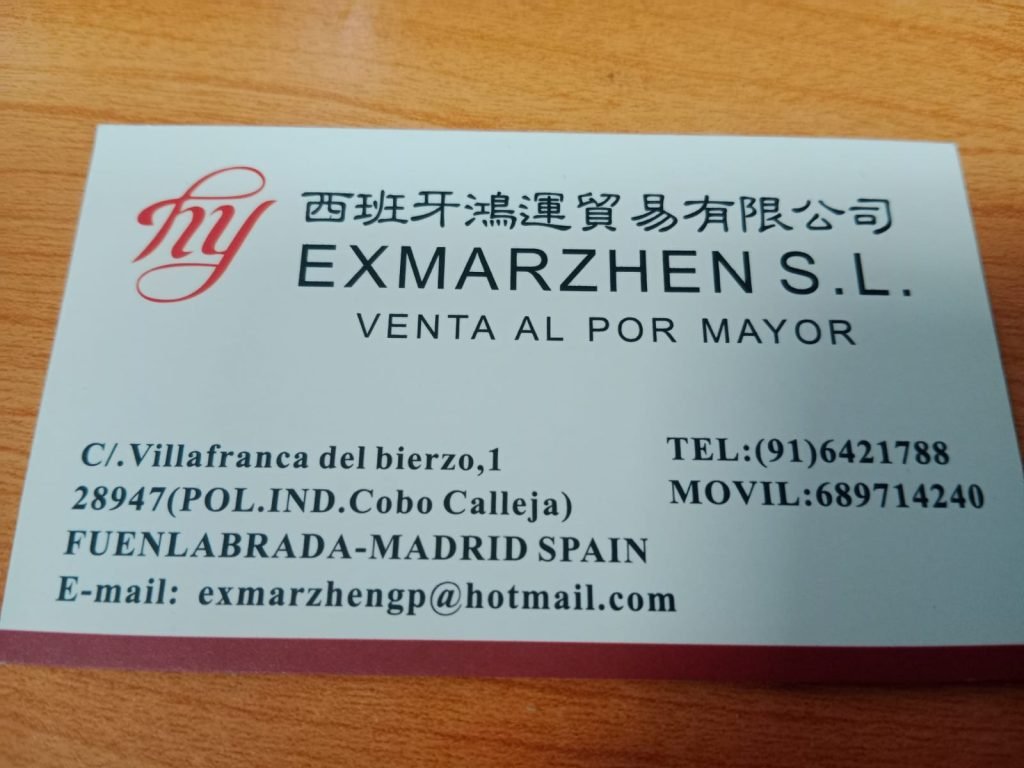 hy
西班牙鴻運貿易有限公司
EXMARZHEN S.L.
VENTA AL POR MAYOR
C/.Villafranca del bierzo,1
28947(POL.IND.Cobo Calleja)
FUENLABRADA-MADRID SPAIN
E-mail: exmarzhengp@hotmail.com
TEL:(91)6421788
MOVIL:689714240